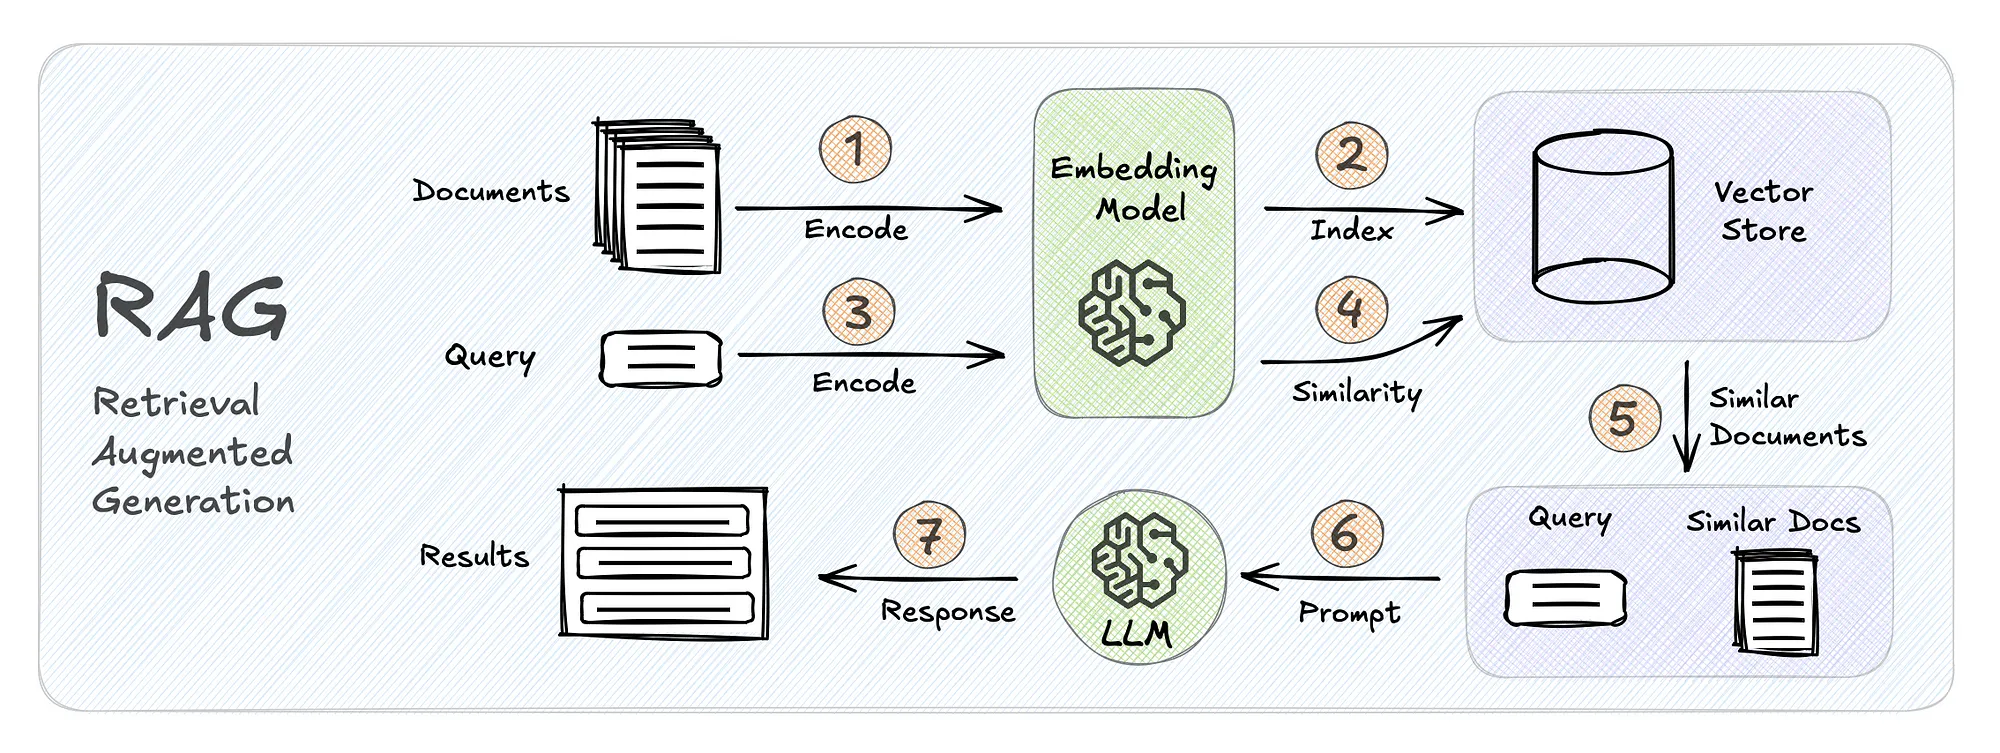 RAG
Retrieval
Augmented
Generation
Documents
1
Encode
Embedding
Model
2
Index
Vector
Store
Query
3
Encode
4
Similarity
5
Similar
Documents
Query
Similar Docs
6
Prompt
LLM
7
Response
Results